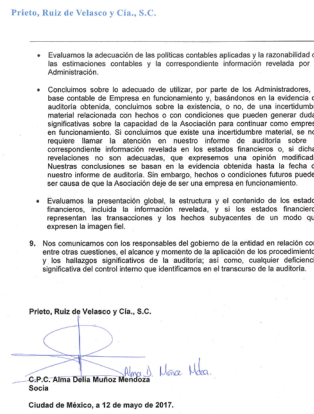 Prieto, Ruiz de Velasco y Cía., S.C.
• Evaluamos la adecuación de las políticas contables aplicadas y la razonabilidad d
las estimaciones contables y la correspondiente información revelada por
Administración.
• Concluimos sobre lo adecuado de utilizar, por parte de los Administradores,
base contable de Empresa en funcionamiento y, basándonos en la evidencia d
auditoría obtenida, concluimos sobre la existencia, o no, de una incertidumb
material relacionada con hechos o con condiciones que pueden generar duda
significativas sobre la capacidad de la Asociación para continuar como empres
en funcionamiento. Si concluimos que existe una incertidumbre material, se no
requiere llamar la atención en nuestro informe de auditoría sobre
correspondiente información revelada en los estados financieros o, si dicha
revelaciones no son adecuadas, que expresemos una opinión modificad
Nuestras conclusiones se basan en la evidencia obtenida hasta la fecha d
nuestro informe de auditoría. Sin embargo, hechos o condiciones futuros puede
ser causa de que la Asociación deje de ser una empresa en funcionamiento.
• Evaluamos la presentación global, la estructura y el contenido de los estado
financieros, incluida la información revelada, y si los estados financiero
representan las transacciones y los hechos subyacentes de un modo qu
expresen la imagen fiel.
9. Nos comunicamos con los responsables del gobierno de la entidad en relación con
entre otras cuestiones, el alcance y momento de la aplicación de los procedimiento
y los hallazgos significativos de la auditoría; así como, cualquier deficienci
significativa del control interno que identificamos en el transcurso de la auditoría.
Prieto, Ruiz de Velasco y Cía., S.C.
Alma D.
C.P.C. Alma Delia Muñoz Mendoza
Socia
Ciudad de México, a 12 de mayo de 2017.